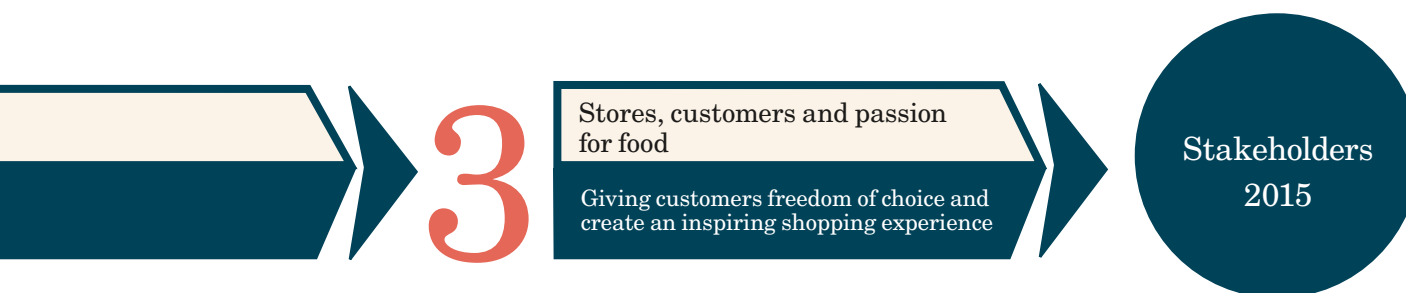 3
Stores, customers and passion
for food
Giving customers freedom of choice and
create an inspiring shopping experience
Stakeholders
2015